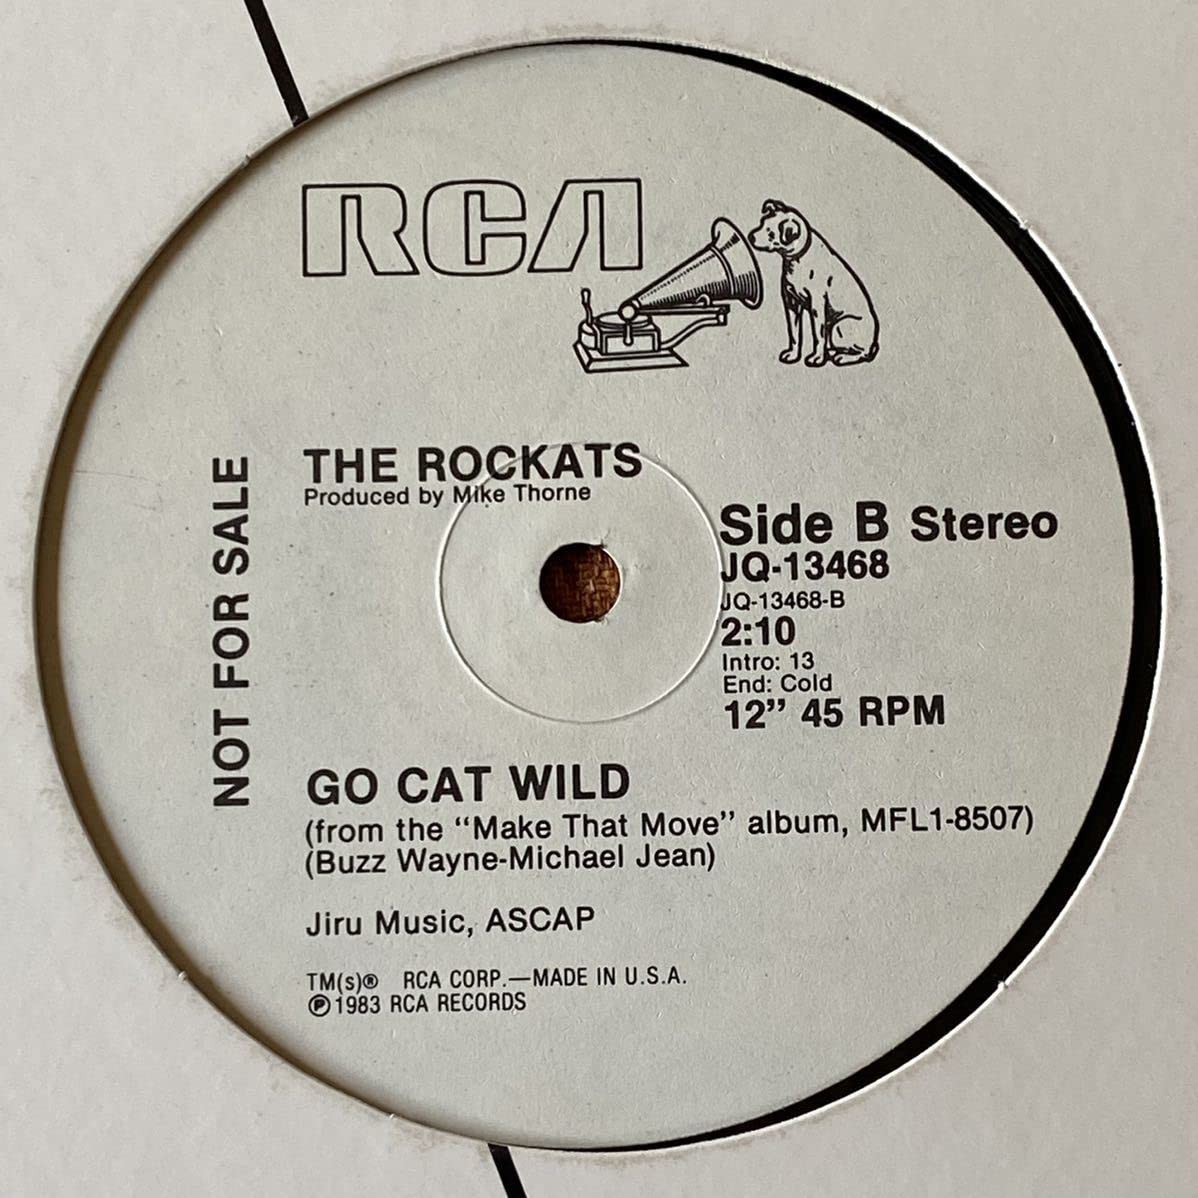 RCA
NOT FOR SALE
THE ROCKATS
Produced by Mike Thorne
Side B Stereo
JQ-13468
JQ-13468-B
2:10
Intro: 13
End: Cold
12” 45 RPM
GO CAT WILD
(from the “Make That Move” album, MFL1-8507)
(Buzz Wayne-Michael Jean)
Jiru Music, ASCAP
TM(s)® RCA CORP.—MADE IN U.S.A.
℗ 1983 RCA RECORDS